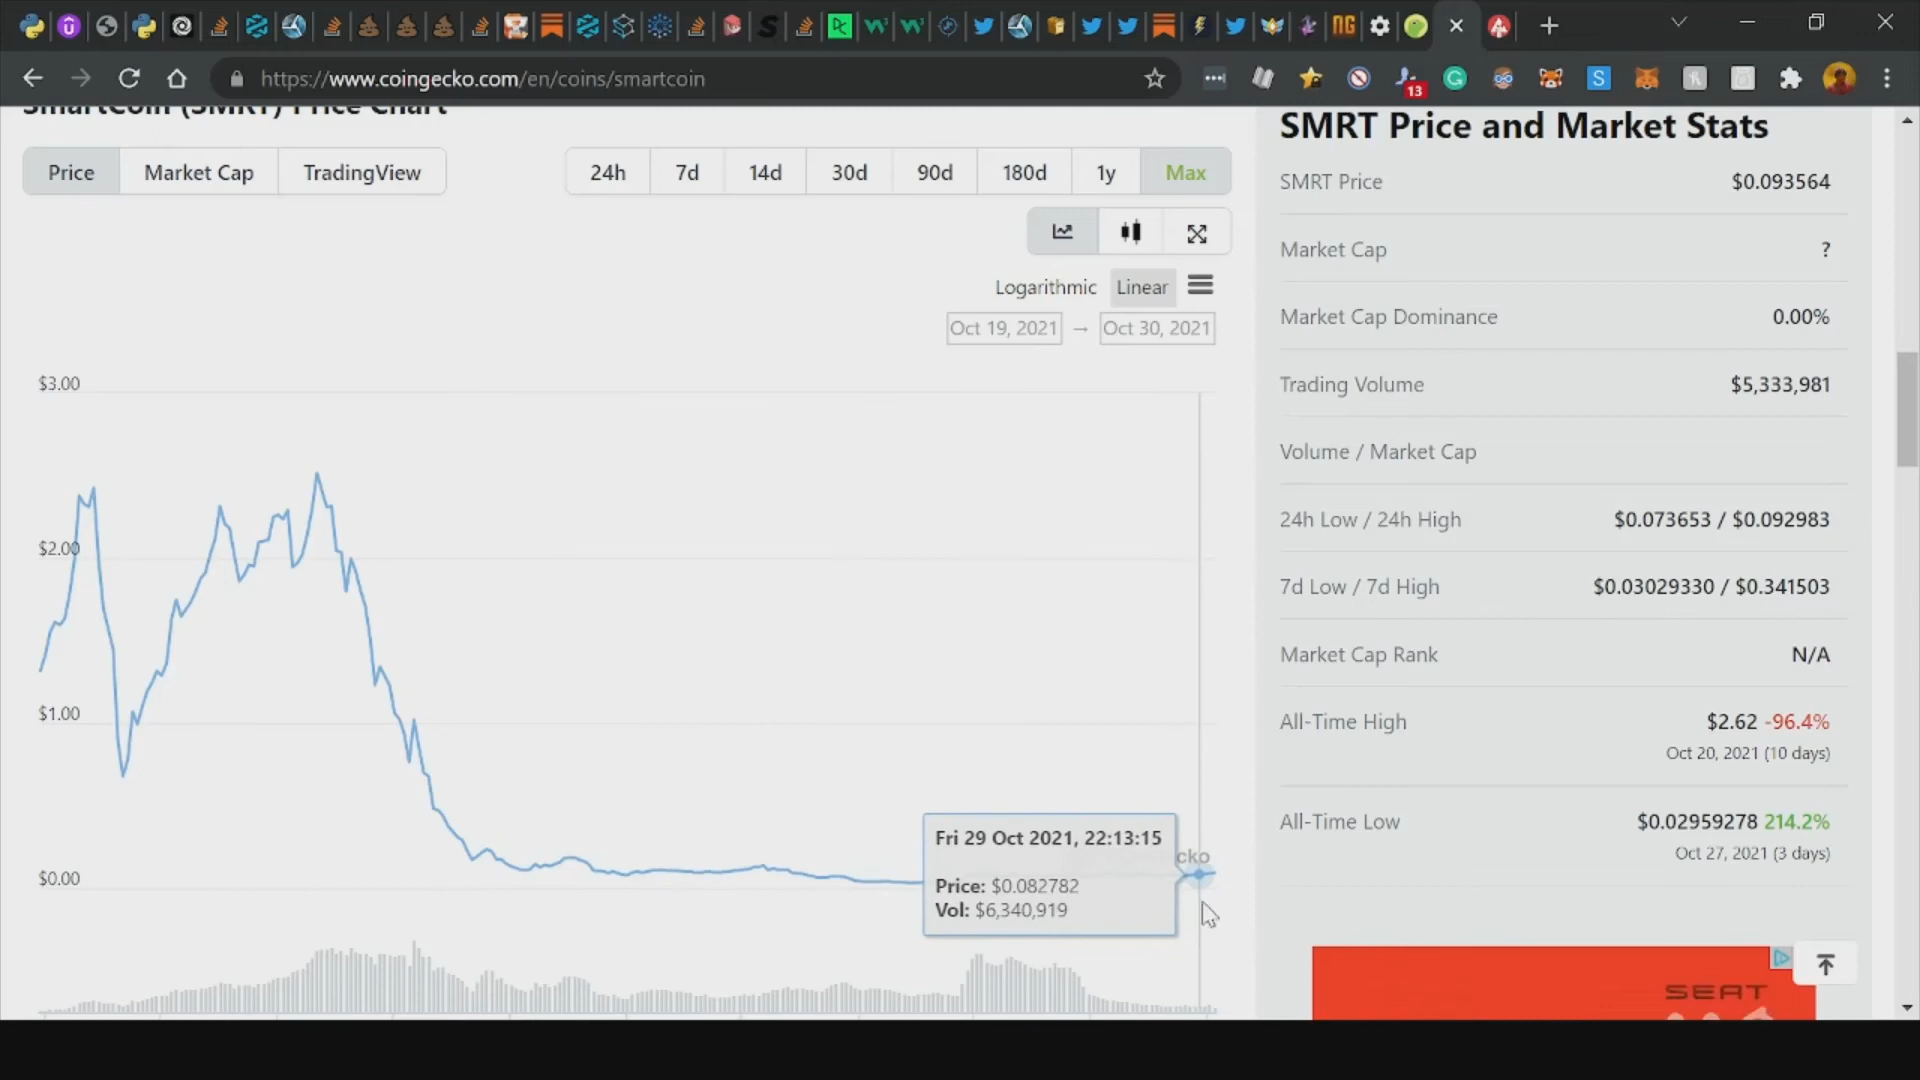 https://www.coingecko.com/en/coins/smartcoin
13
SmartCoin (SMRT) Price Chart
Price
Market Cap
TradingView
24h
7d
14d
30d
90d
180d
1y
Max
Logarithmic
Linear
Oct 19, 2021 → Oct 30, 2021
$3.00
$2.00
$1.00
$0.00
Fri 29 Oct 2021, 22:13:15
Price: $0.082782
Vol: $6,340,919
cko
SMRT Price and Market Stats
SMRT Price $0.093564
Market Cap ?
Market Cap Dominance 0.00%
Trading Volume $5,333,981
Volume / Market Cap
24h Low / 24h High $0.073653 / $0.092983
7d Low / 7d High $0.03029330 / $0.341503
Market Cap Rank N/A
All-Time High $2.62 -96.4%
Oct 20, 2021 (10 days)
All-Time Low $0.02959278 214.2%
Oct 27, 2021 (3 days)
SEAT